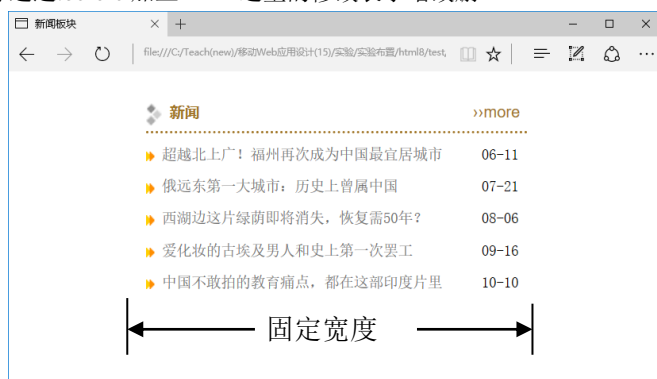 新闻板块
file:///C:/Teach(new)/移动Web应用设计(15)/实验/实验布置/html8/test,
新闻 ››more
超越北上广！福州再次成为中国最宜居城市 06-11
俄远东第一大城市：历史上曾属中国 07-21
西湖边这片绿荫即将消失，恢复需50年？ 08-06
爱化妆的古埃及男人和史上第一次罢工 09-16
中国不敢拍的教育痛点，都在这部印度片里 10-10
固定宽度